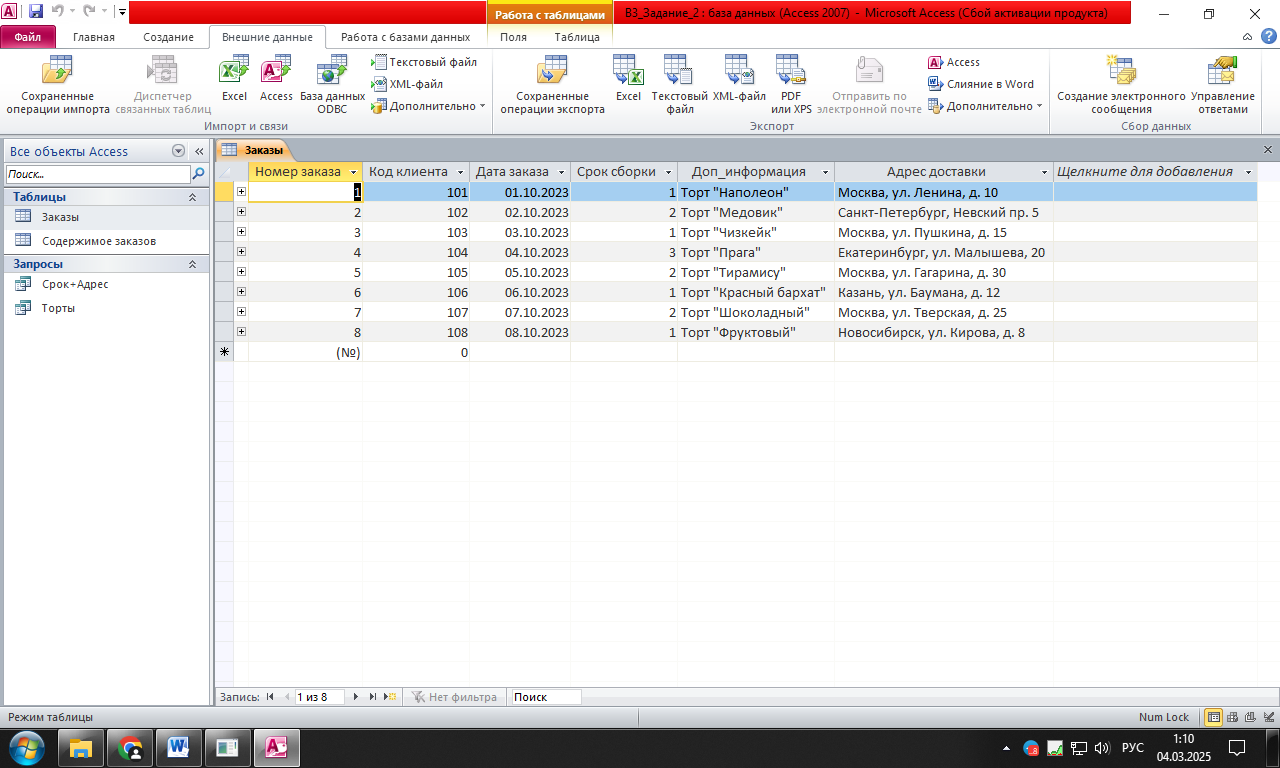 Работа с таблицами
В3_Задание_2 : база данных (Access 2007) - Microsoft Access (Сбой активации продукта)
Файл Главная Создание Внешние данные Работа с базами данных Поля Таблица
Сохраненные операции импорта
Диспетчер связанных таблиц
Excel
Access
База данных ODBC
Текстовый файл
XML-файл
Дополнительно
Импорт и связи
Сохраненные операции экспорта
Excel
Текстовый файл
XML-файл
PDF или XPS
Отправить по электронной почте
Access
Слияние в Word
Дополнительно
Экспорт
Создание электронного сообщения
Управление ответами
Сбор данных
Все объекты Access
Поиск...
Таблицы
Заказы
Содержимое заказов
Запросы
Срок+Адрес
Торты
Заказы
Номер заказа Код клиента Дата заказа Срок сборки Доп_информация Адрес доставки Щелкните для добавления
1 101 01.10.2023 1 Торт "Наполеон" Москва, ул. Ленина, д. 10
2 102 02.10.2023 2 Торт "Медовик" Санкт-Петербург, Невский пр. 5
3 103 03.10.2023 1 Торт "Чизкейк" Москва, ул. Пушкина, д. 15
4 104 04.10.2023 3 Торт "Прага" Екатеринбург, ул. Малышева, 20
5 105 05.10.2023 2 Торт "Тирамису" Москва, ул. Гагарина, д. 30
6 106 06.10.2023 1 Торт "Красный бархат" Казань, ул. Баумана, д. 12
7 107 07.10.2023 2 Торт "Шоколадный" Москва, ул. Тверская, д. 25
8 108 08.10.2023 1 Торт "Фруктовый" Новосибирск, ул. Кирова, д. 8
(№) 0
Запись: 1 из 8 Нет фильтра Поиск
Режим таблицы Num Lock
РУС
1:10
04.03.2025